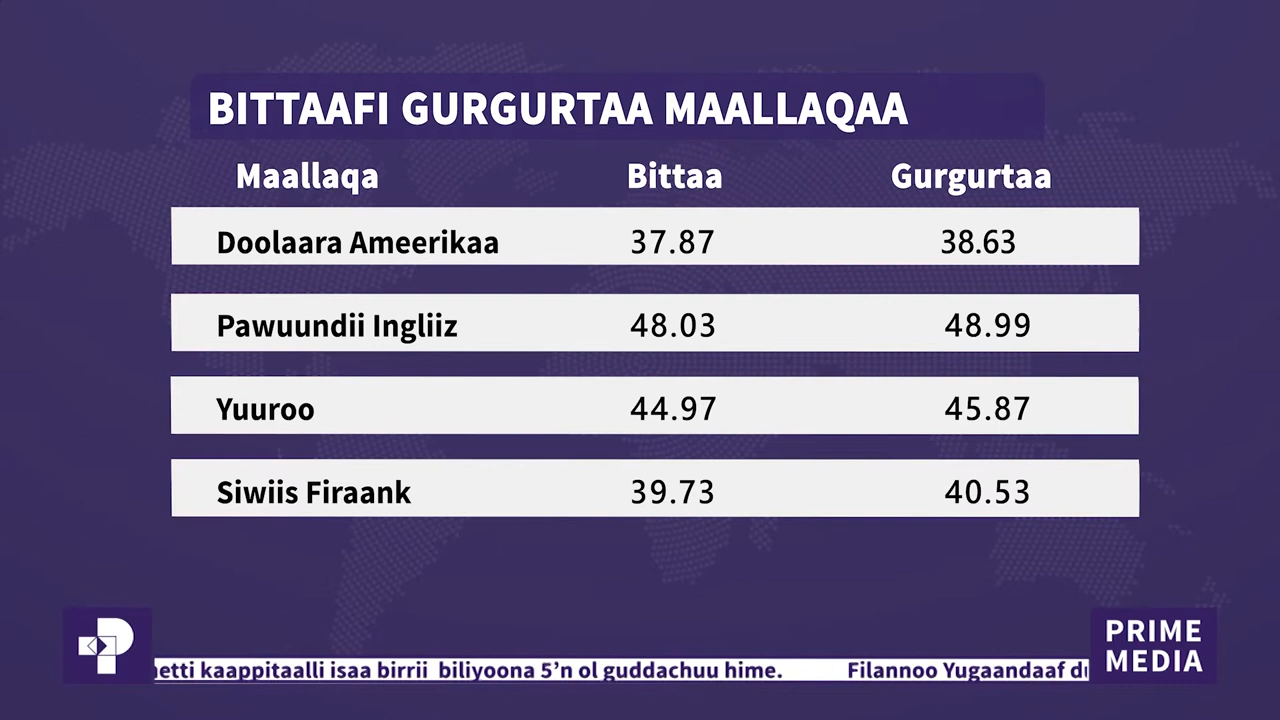 BITTAAFI GURGURTAA MAALLAQAA
Maallaqa Bittaa Gurgurtaa
Doolaara Ameerikaa 37.87 38.63
Pawuundii Ingliiz 48.03 48.99
Yuuroo 44.97 45.87
Siwiis Firaank 39.73 40.53
PRIME
MEDIA
kaappitaalli isaa birrii biliyoona 5’n ol guddachuu hime. Filannoo Yugaandaaf